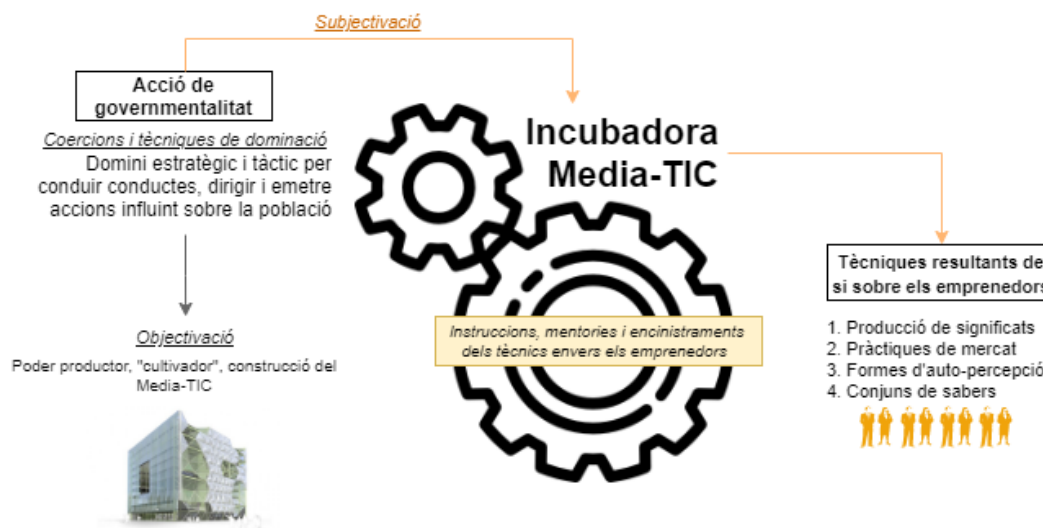 Subjectivació
Acció de
governmentalitat
Coercions i tècniques de dominació
Domini estratègic i tàctic per
conduir conductes, dirigir i emetre
accions influint sobre la població
Objectivació
Poder productor, "cultivador", construcció del
Media-TIC
Incubadora
Media-TIC
Instruccions, mentories i encinistraments
dels tècnics envers els emprenedors
Tècniques resultants de
si sobre els emprenedors
1. Producció de significats
2. Pràctiques de mercat
3. Formes d'auto-percepció
4. Conjuns de sabers